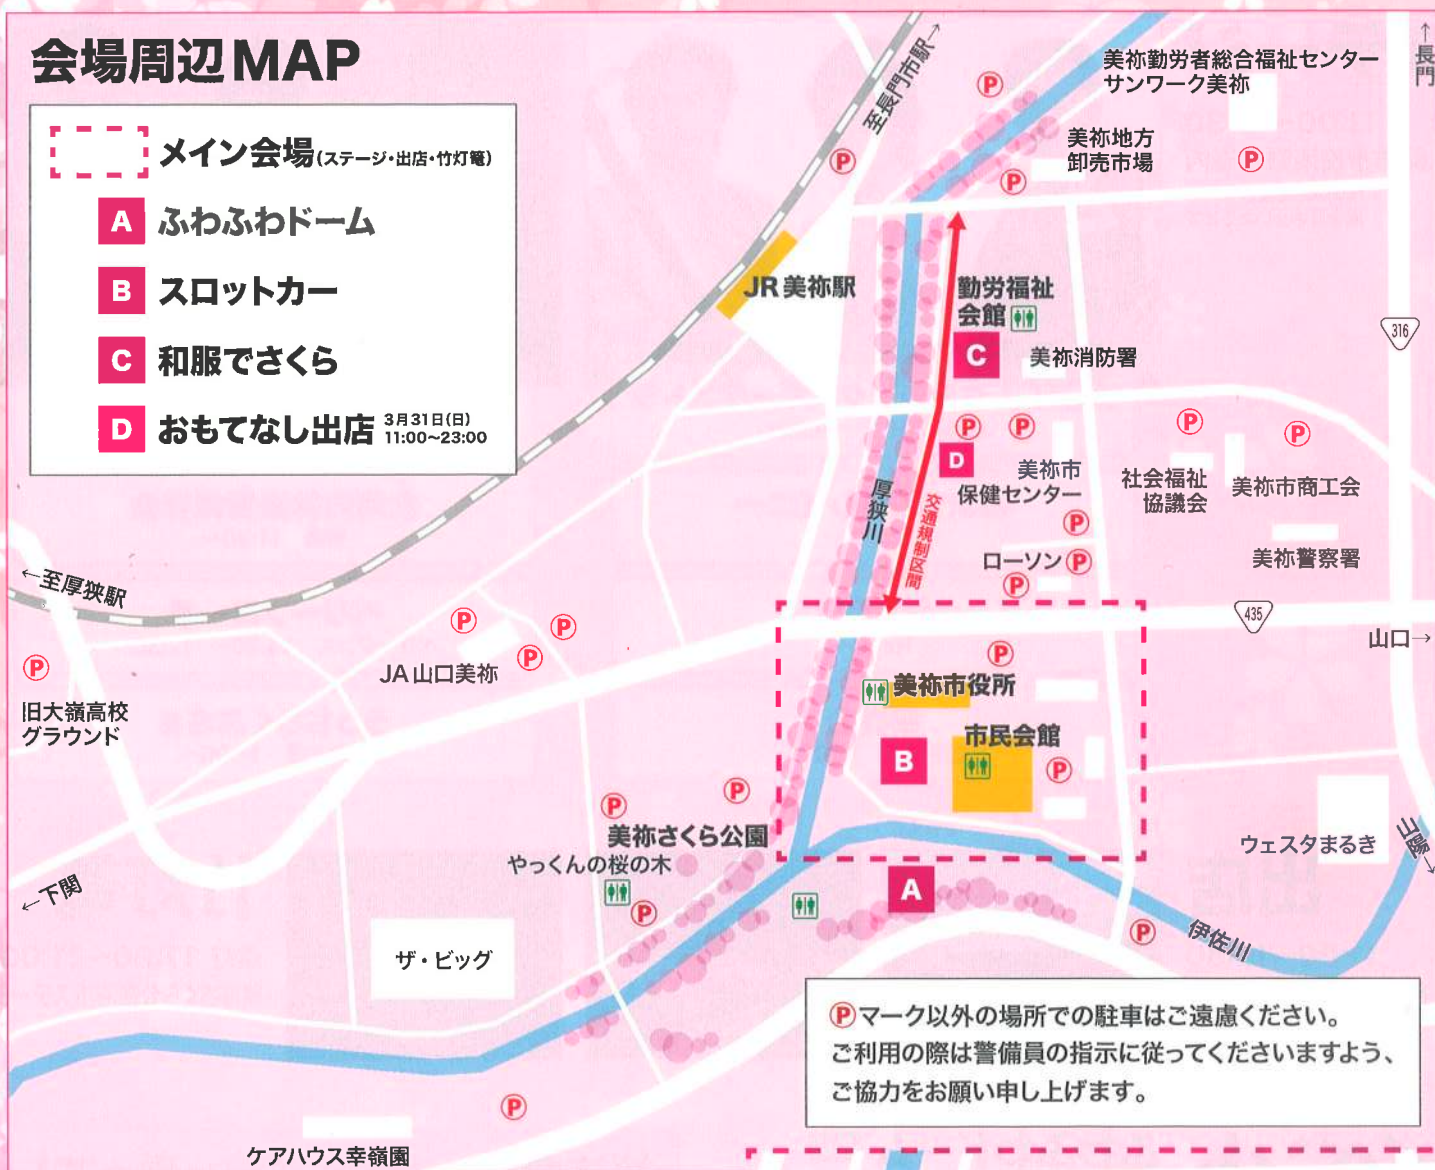 会場周辺MAP
メイン会場(ステージ・出店・竹灯篭)
A ふわふわドーム
B スロットカー
C 和服でさくら
D おもてなし出店 3月31日(日)
11:00~23:00
至長門市駅→
P
美祢勤労者総合福祉センター
サンワーク美祢
↑長門
P
美祢地方
卸売市場
P
P
JR美祢駅
勤労福祉
会館
C
美祢消防署
316
P
P
D
美祢市
保健センター
P
P
社会福祉
協議会
美祢市商工会
厚狭川
交通規制区間
P
ローソン P
P
美祢警察署
←至厚狭駅
435
山口→
P
P
P
JA山口美祢
P
旧大嶺高校
グラウンド
P
美祢市役所
市民会館
B
P
P
P
美祢さくら公園
やっくんの桜の木
P
A
ウェスタまるき
山陽→
←下関
ザ・ビッグ
P
伊佐川
Pマーク以外の場所での駐車はご遠慮ください。
ご利用の際は警備員の指示に従ってくださいますよう、
ご協力をお願い申し上げます。
P
ケアハウス幸嶺園